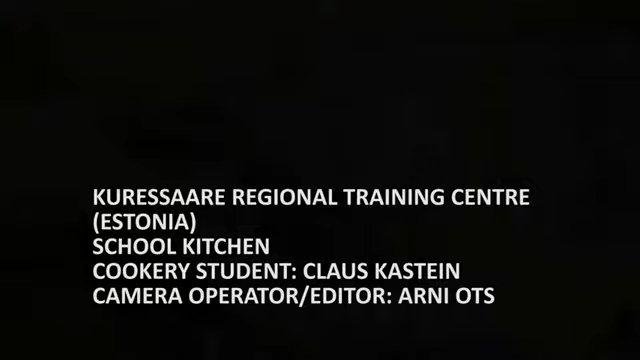 KURESSAARE REGIONAL TRAINING CENTRE
(ESTONIA)
SCHOOL KITCHEN
COOKERY STUDENT: CLAUS KASTEIN
CAMERA OPERATOR/EDITOR: ARNI OTS